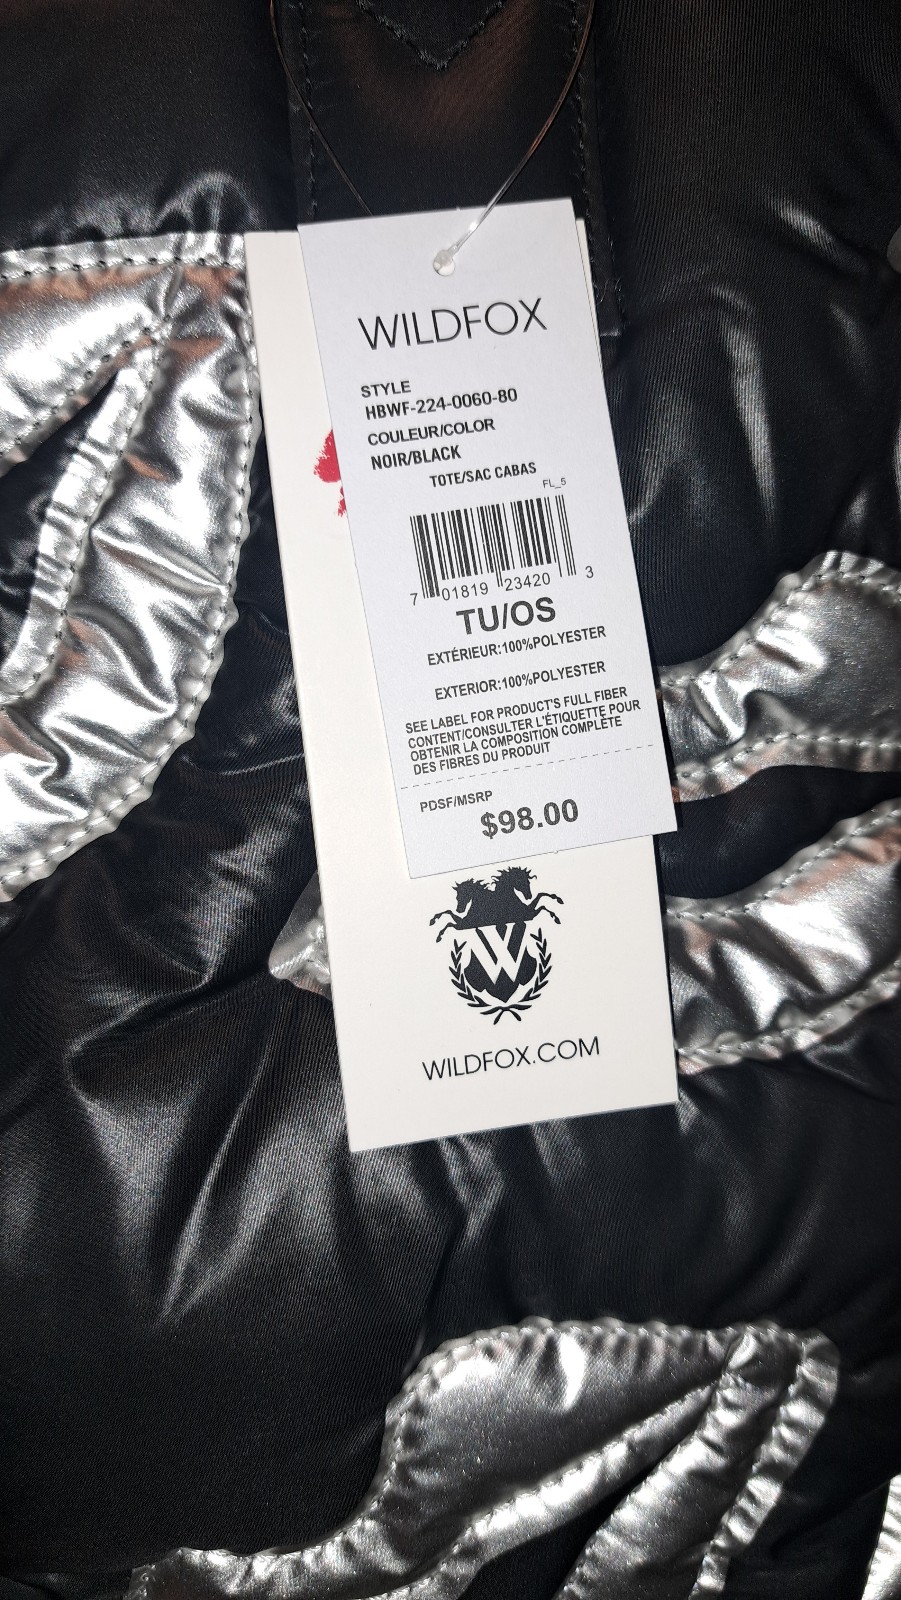 WILDFOX
STYLE
HBWF-224-0060-80
COULEUR/COLOR
NOIR/BLACK
TOTE/SAC CABAS
FL_5
7 01819 23420 3
TU/OS
EXTÉRIEUR:100%POLYESTER
EXTERIOR:100%POLYESTER
SEE LABEL FOR PRODUCT'S FULL FIBER
CONTENT/CONSULTER L'ÉTIQUETTE POUR
OBTENIR LA COMPOSITION COMPLÈTE
DES FIBRES DU PRODUIT
PDSF/MSRP
$98.00
W
WILDFOX.COM